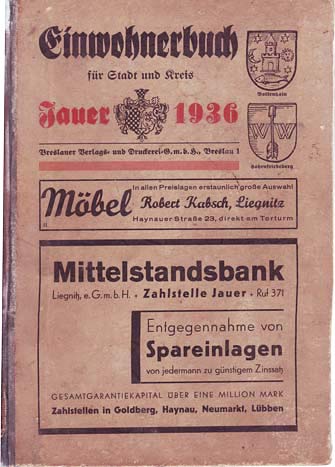 Einwohnerbuch
für Stadt und Kreis
Jauer 1936
Breslauer Verlags- und Druckerei-G.m.b.H., Breslau 1
Bolkenhain
Hohenfriedeberg
In allen Preislagen erstaunlich große Auswahl
Möbel Robert Kabsch, Liegnitz
Haynauer Straße 23, direkt am Torturm
Mittelstandsbank
Liegnitz, e.G.m.b.H. • Zahlstelle Jauer • Ruf 371
Entgegennahme von
Spareinlagen
von jedermann zu günstigem Zinssatz
GESAMTGARANTIEKAPITAL ÜBER EINE MILLION MARK
Zahlstellen in Goldberg, Haynau, Neumarkt, Lübben